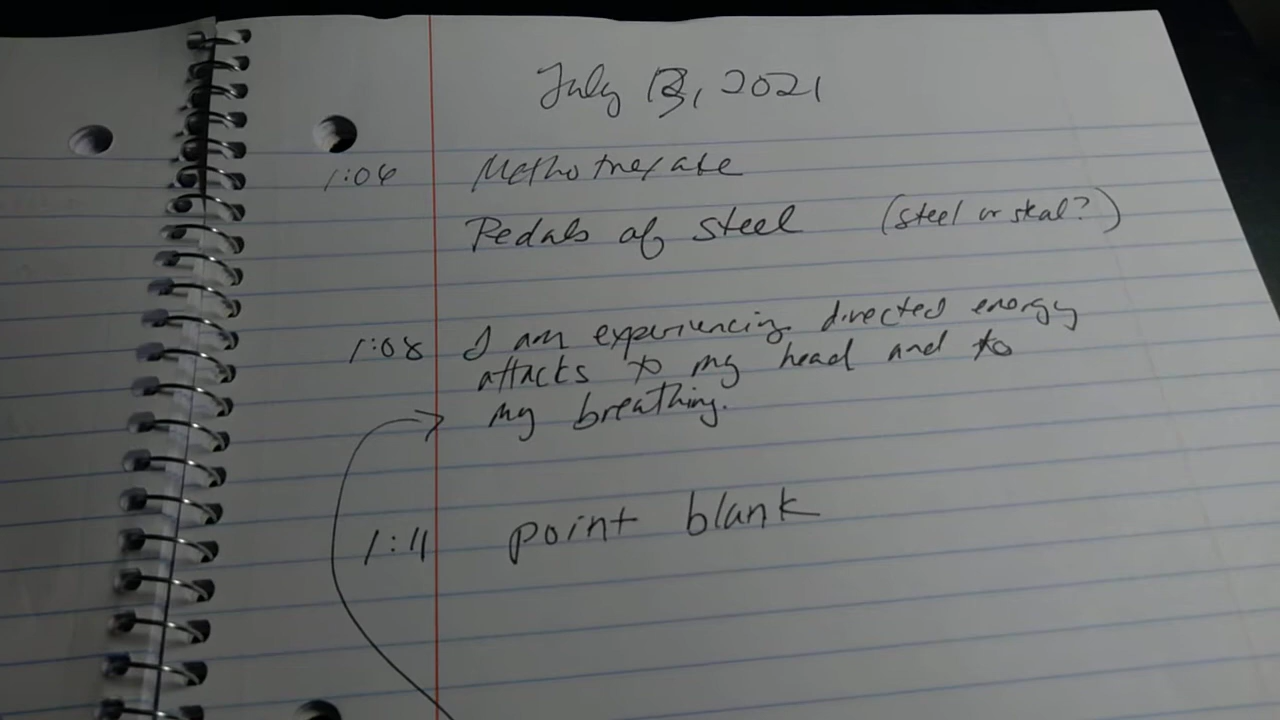 July 13, 2021
1:06 Methotrexate
Pedals of steel (steel or steal?)
1:08 I am experiencing directed energy
attacks to my head and to
my breathing.
1:11 point blank